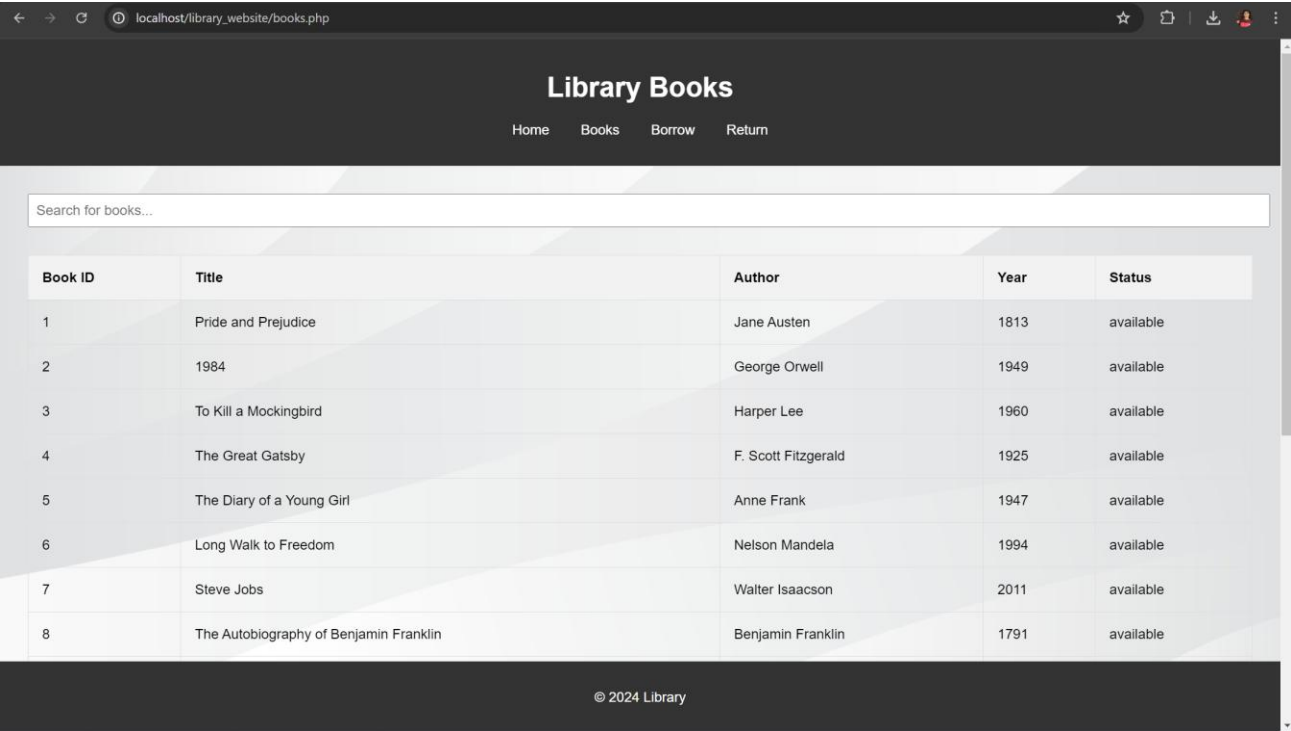 localhost/library_website/books.php
Library Books
Home Books Borrow Return
Search for books...
Book ID Title Author Year Status
1 Pride and Prejudice Jane Austen 1813 available
2 1984 George Orwell 1949 available
3 To Kill a Mockingbird Harper Lee 1960 available
4 The Great Gatsby F. Scott Fitzgerald 1925 available
5 The Diary of a Young Girl Anne Frank 1947 available
6 Long Walk to Freedom Nelson Mandela 1994 available
7 Steve Jobs Walter Isaacson 2011 available
8 The Autobiography of Benjamin Franklin Benjamin Franklin 1791 available
© 2024 Library